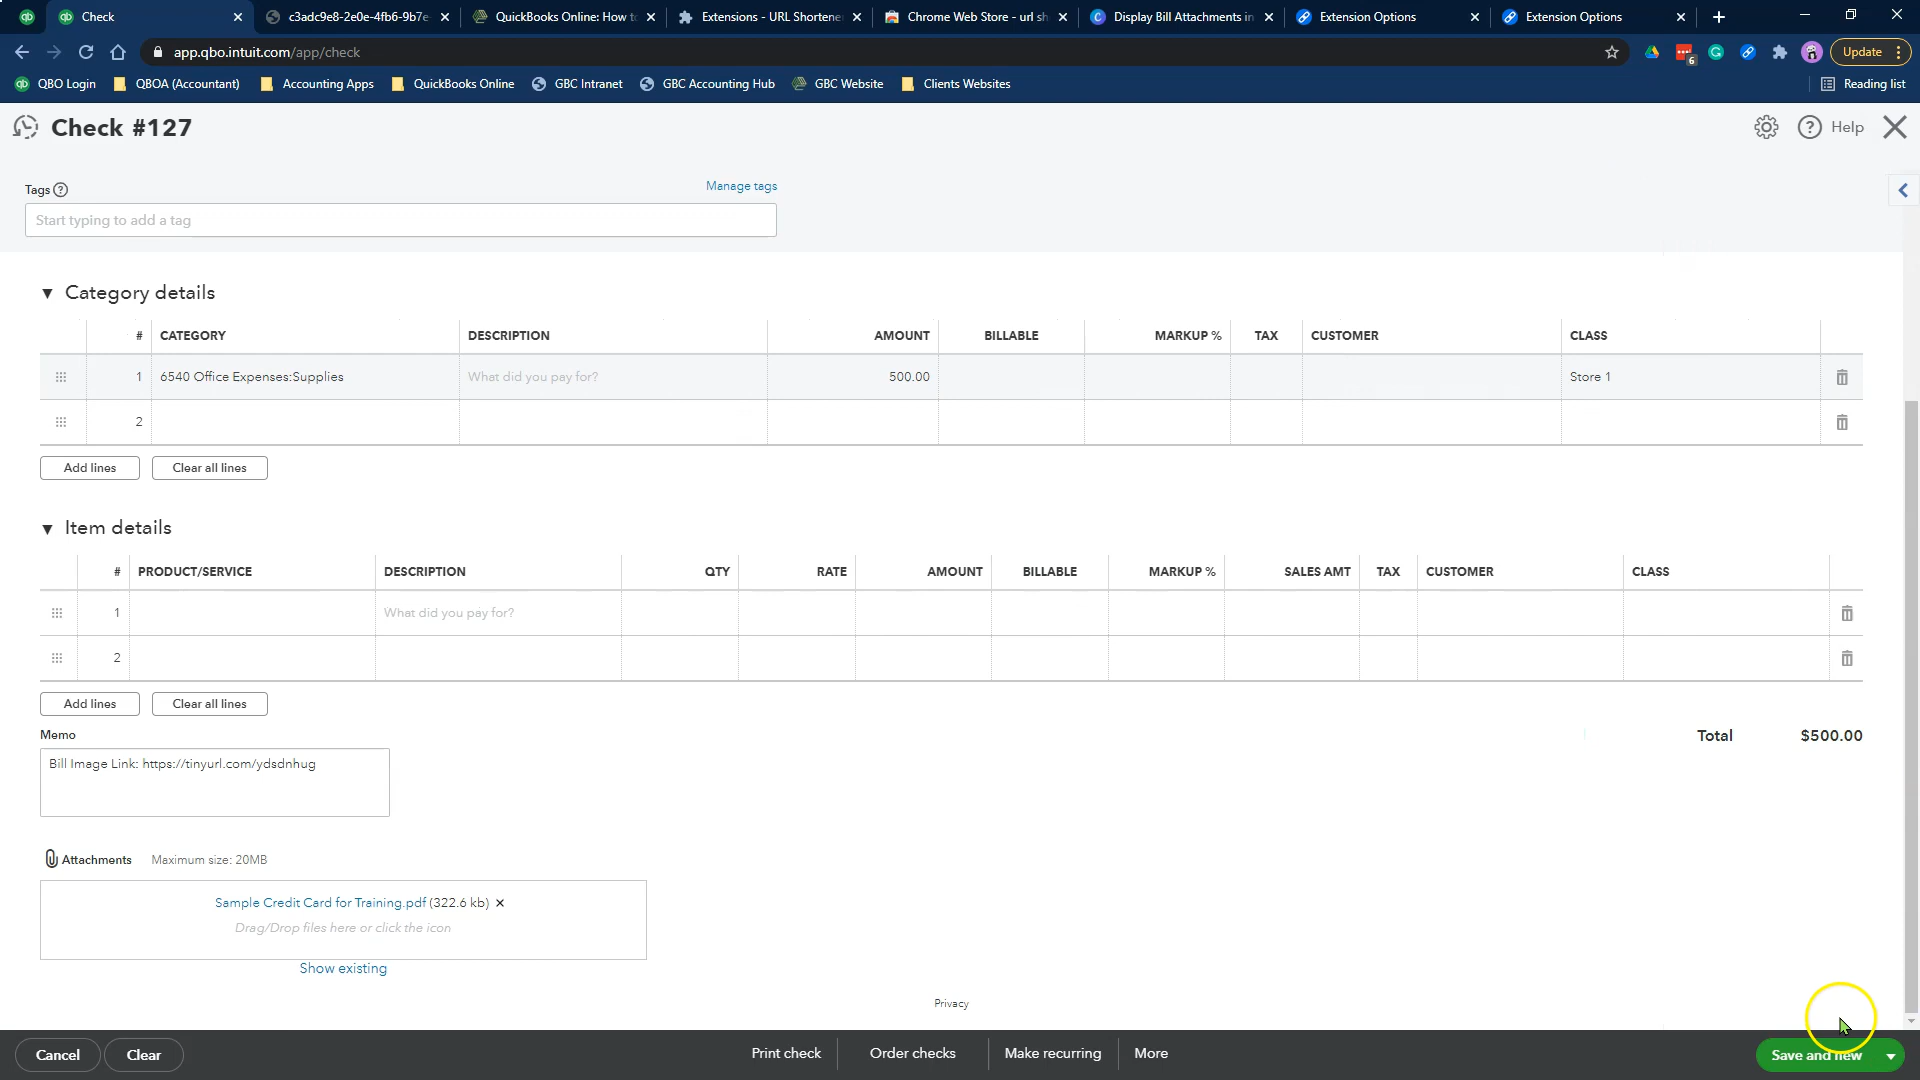 Check
c3adc9e8-2e0e-4fb6-9b7e-
QuickBooks Online: How to
Extensions - URL Shortene
Chrome Web Store - url sh
Display Bill Attachments in
Extension Options
Extension Options
app.qbo.intuit.com/app/check
6
Update
QBO Login
QBOA (Accountant)
Accounting Apps
QuickBooks Online
GBC Intranet
GBC Accounting Hub
GBC Website
Clients Websites
Reading list
Check #127
Help
Tags
Manage tags
Start typing to add a tag
Category details
# CATEGORY DESCRIPTION AMOUNT BILLABLE MARKUP % TAX CUSTOMER CLASS
1 6540 Office Expenses:Supplies What did you pay for? 500.00 Store 1
2
Add lines Clear all lines
Item details
# PRODUCT/SERVICE DESCRIPTION QTY RATE AMOUNT BILLABLE MARKUP % SALES AMT TAX CUSTOMER CLASS
1 What did you pay for?
2
Add lines Clear all lines
Memo
Total $500.00
Bill Image Link: https://tinyurl.com/ydsdnhug
Attachments Maximum size: 20MB
Sample Credit Card for Training.pdf (322.6 kb)
Drag/Drop files here or click the icon
Show existing
Privacy
Cancel Clear Print check Order checks Make recurring More Save and new